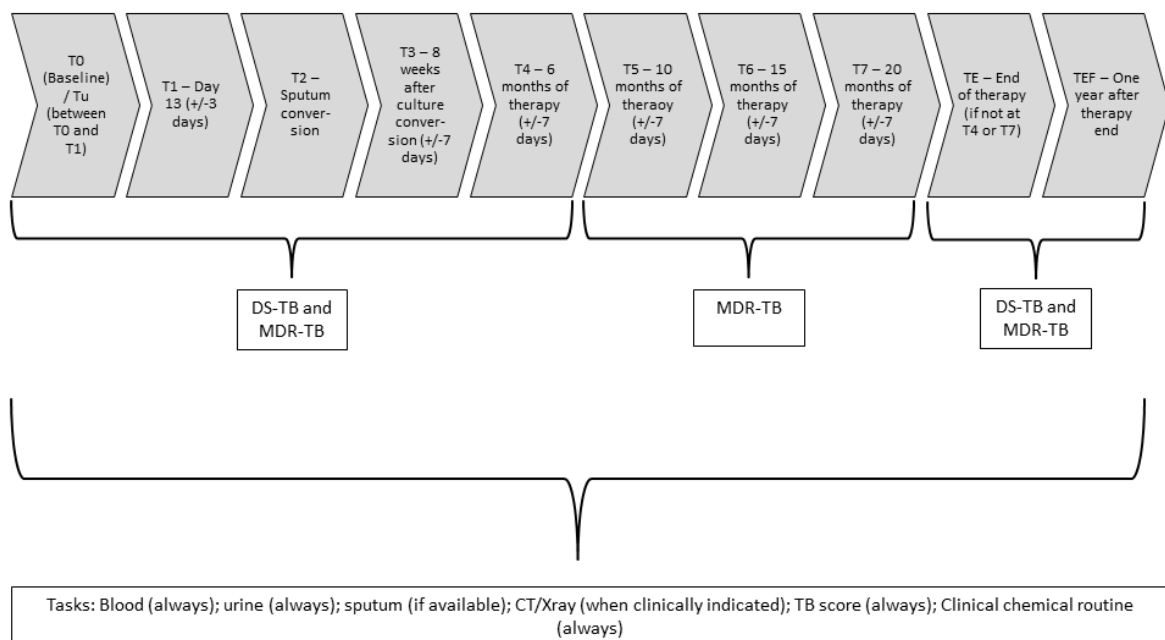 T0
(Baseline)
/ Tu
(between
T0 and
T1)
T1 – Day
13 (+/-3
days)
T2 –
Sputum
conver-
sion
T3 – 8
weeks
after
culture
conver-
sion (+/-7
days)
T4 – 6
months of
therapy
(+/-7
days)
T5 – 10
months of
theraoy
(+/-7
days)
T6 – 15
months of
therapy
(+/-7
days)
T7 – 20
months of
therapy
(+/-7
days)
TE – End
of therapy
(if not at
T4 or T7)
TEF – One
year after
therapy
end
DS-TB and
MDR-TB
MDR-TB
DS-TB and
MDR-TB
Tasks: Blood (always); urine (always); sputum (if available); CT/Xray (when clinically indicated); TB score (always); Clinical chemical routine
(always)